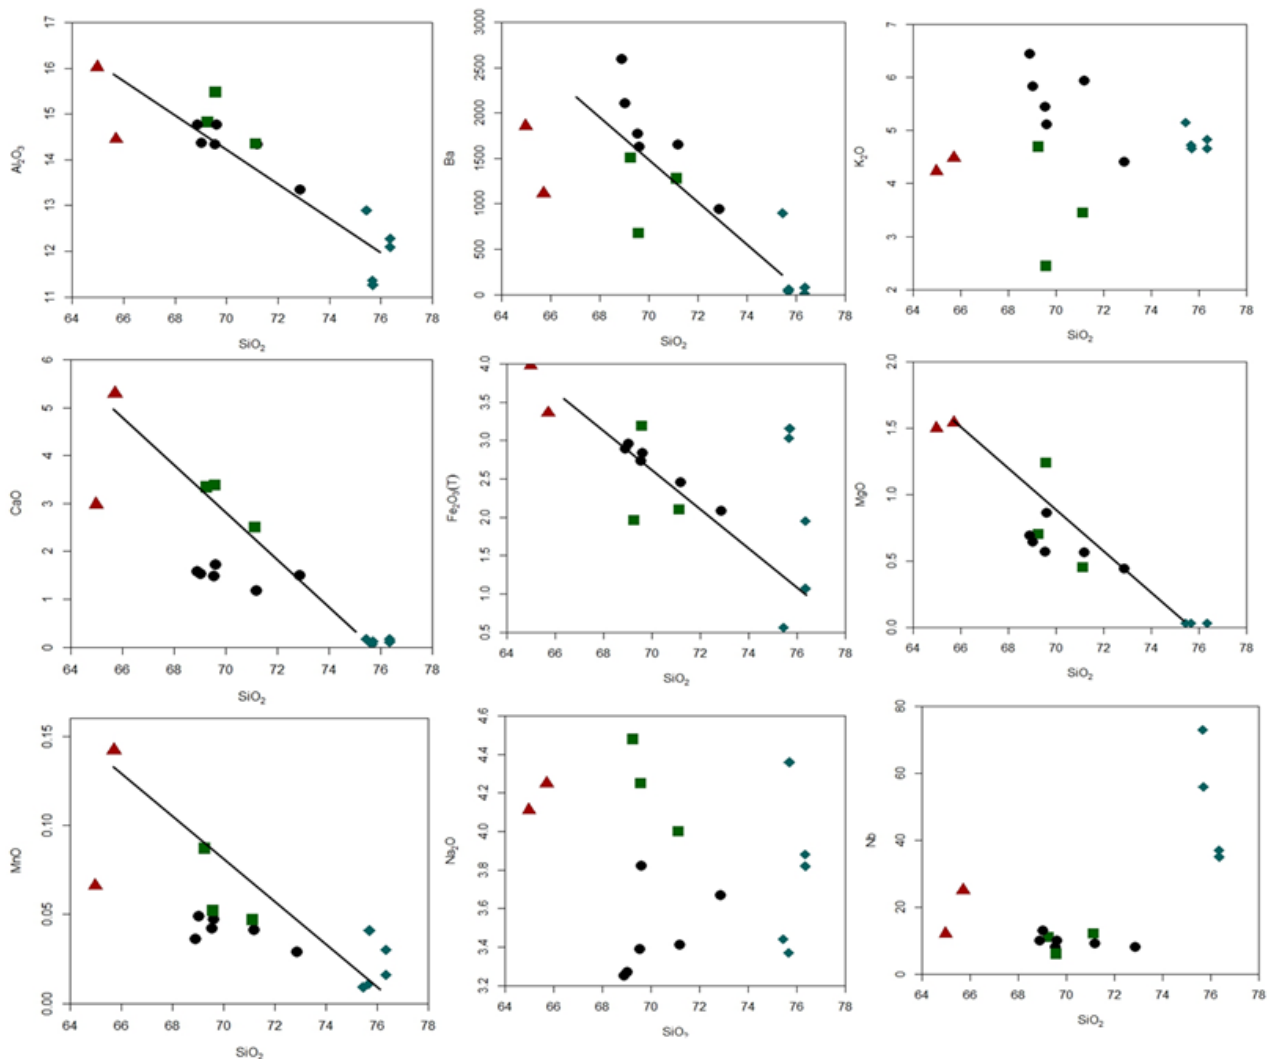 17
16
15
14
13
12
11
Al₂O₃
64 66 68 70 72 74 76 78
SiO₂
3000
2500
2000
1500
1000
500
0
Ba
64 66 68 70 72 74 76 78
SiO₂
7
6
5
4
3
2
K₂O
64 66 68 70 72 74 76 78
SiO₂
6
5
4
3
2
1
0
CaO
64 66 68 70 72 74 76 78
SiO₂
4.0
3.5
3.0
2.5
2.0
1.5
1.0
0.5
Fe₂O₃(T)
64 66 68 70 72 74 76 78
SiO₂
2.0
1.5
1.0
0.5
0.0
MgO
64 66 68 70 72 74 76 78
SiO₂
0.15
0.10
0.05
0.00
MnO
64 66 68 70 72 74 76 78
SiO₂
4.6
4.4
4.2
4.0
3.8
3.6
3.4
3.2
Na₂O
64 66 68 70 72 74 76 78
SiO₂
80
60
40
20
0
Nb
64 66 68 70 72 74 76 78
SiO₂